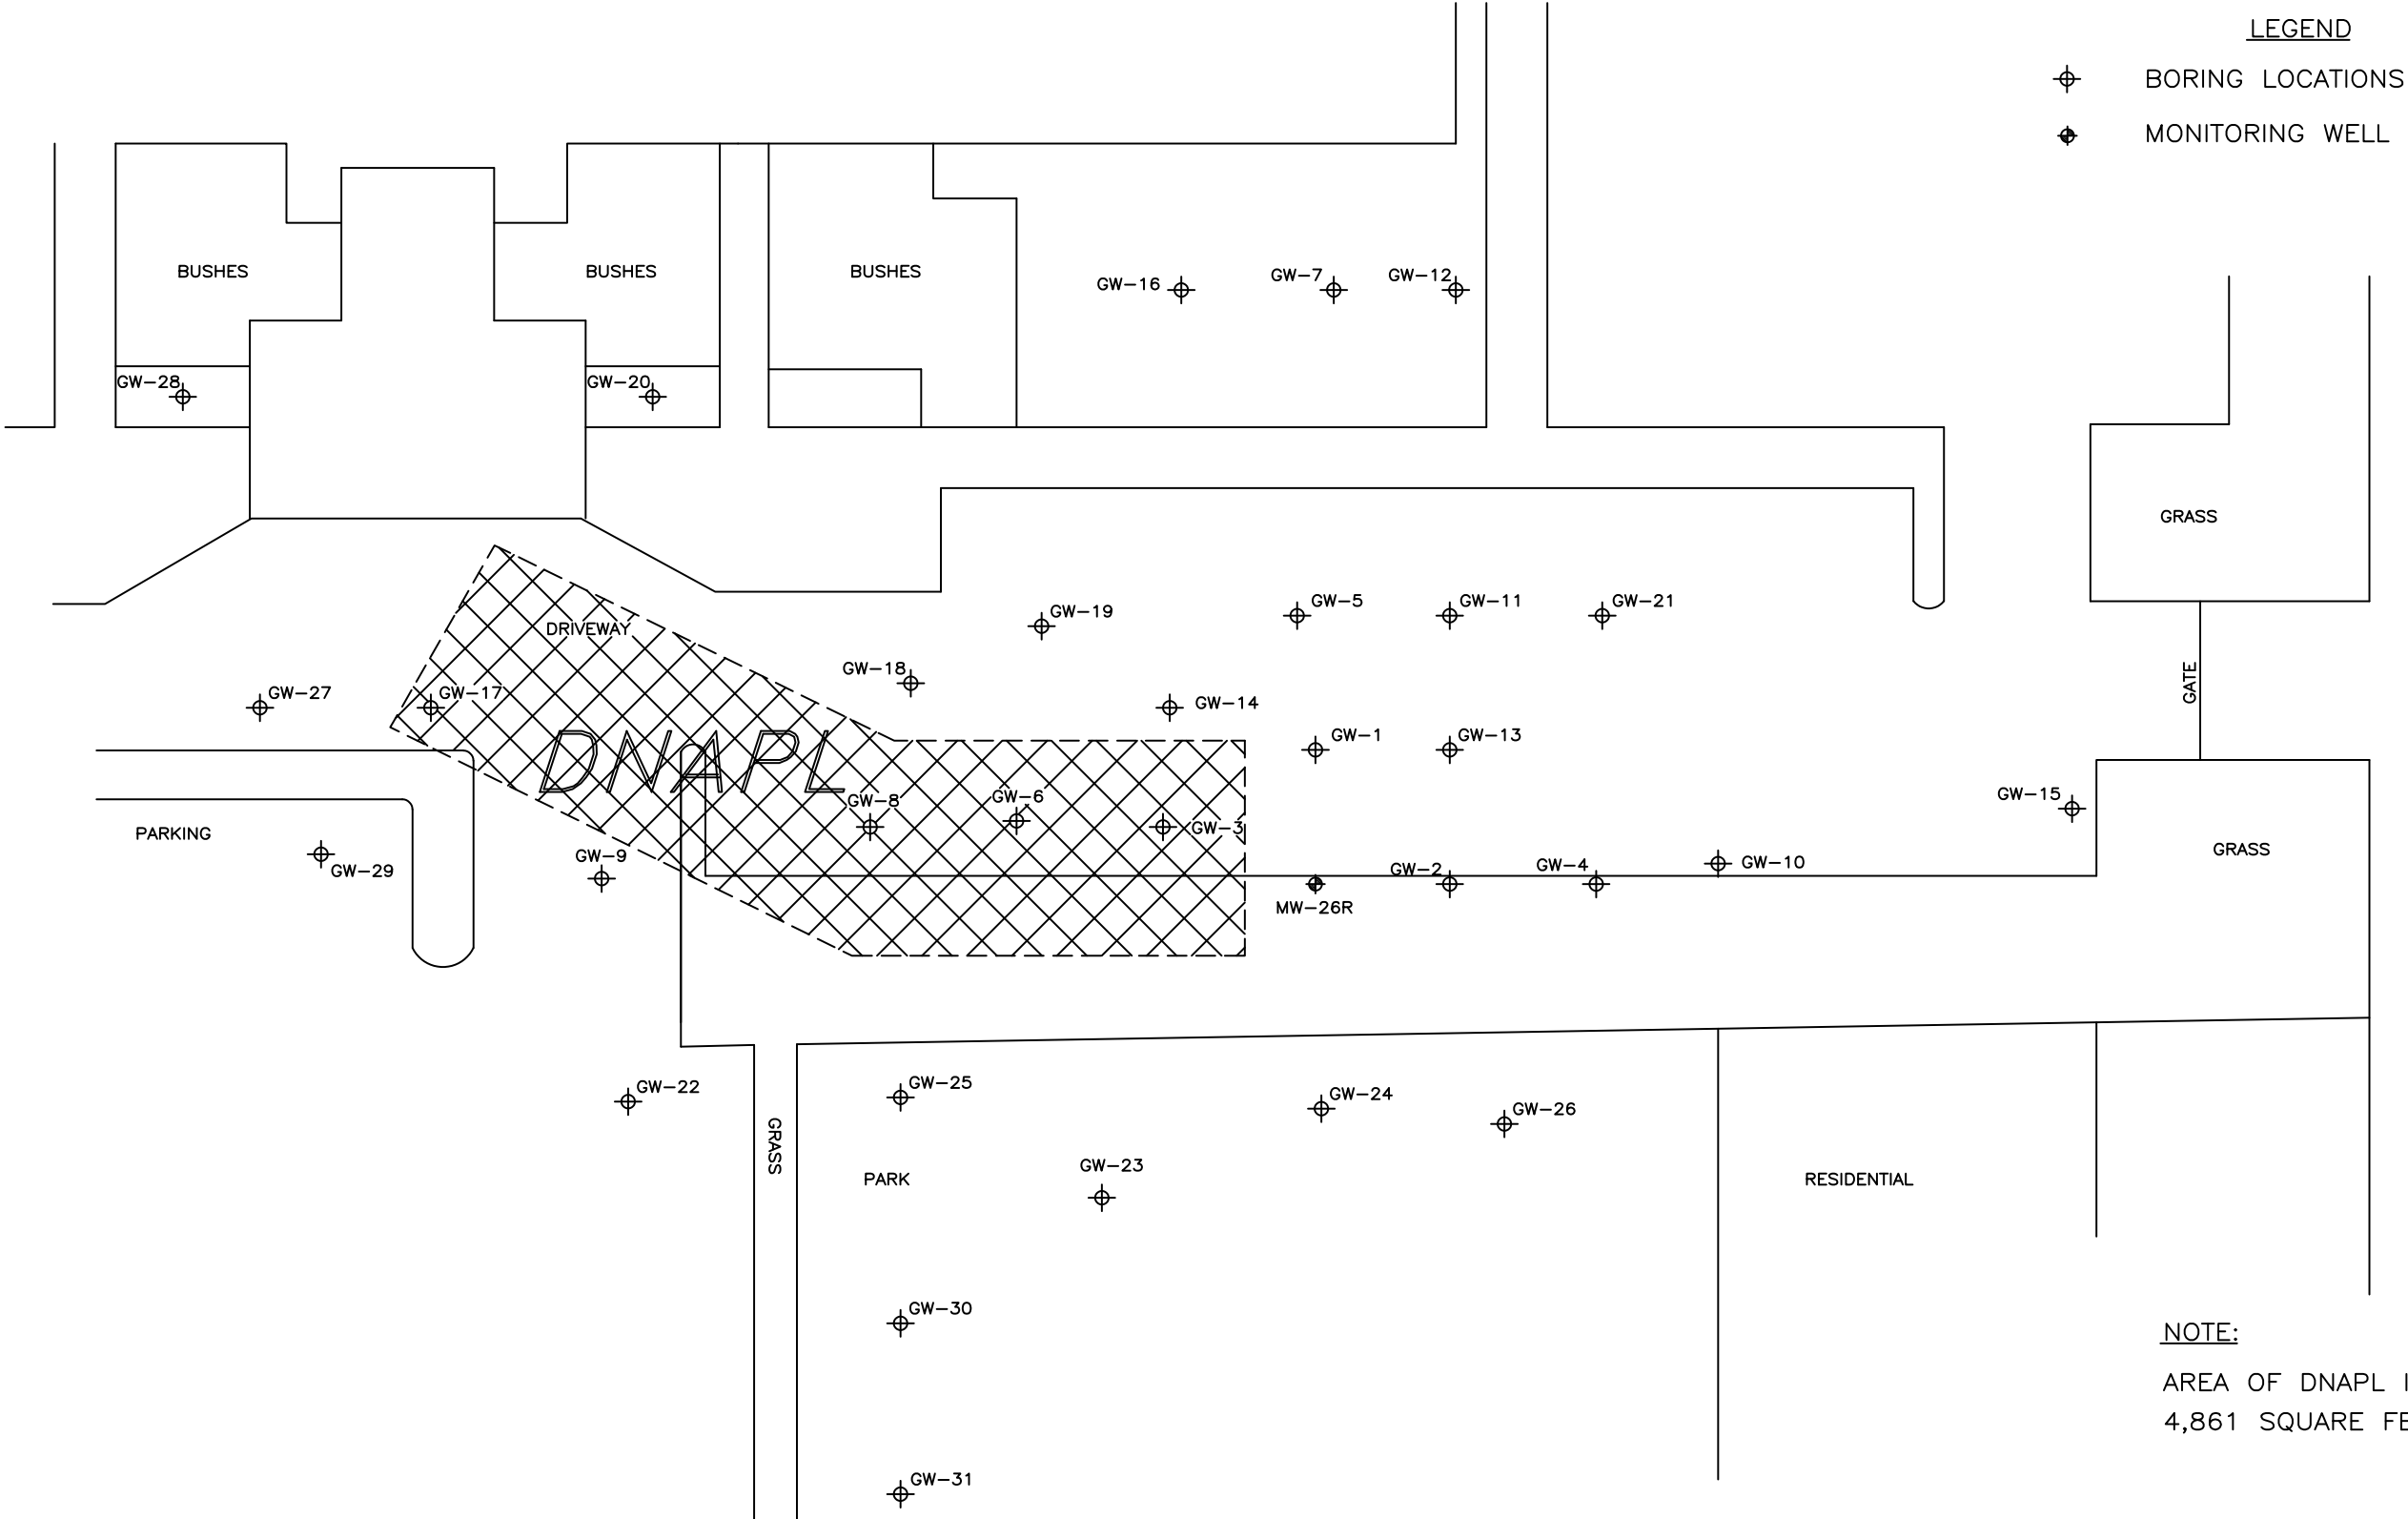 LEGEND
BORING LOCATIONS
MONITORING WELL
BUSHES
BUSHES
BUSHES
GW-16
GW-7
GW-12
GW-28
GW-20
GRASS
GW-19
GW-5
GW-11
GW-21
DRIVEWAY
GW-18
GATE
GW-27
GW-17
GW-14
GW-1
GW-13
DNAPL
GW-8
GW-6
GW-3
GW-15
PARKING
GW-29
GW-9
GW-2
GW-4
GW-10
GRASS
MW-26R
GW-22
GW-25
GW-24
GW-26
GRASS
PARK
GW-23
RESIDENTIAL
GW-30
NOTE:
AREA OF DNAPL
4,861 SQUARE
GW-31